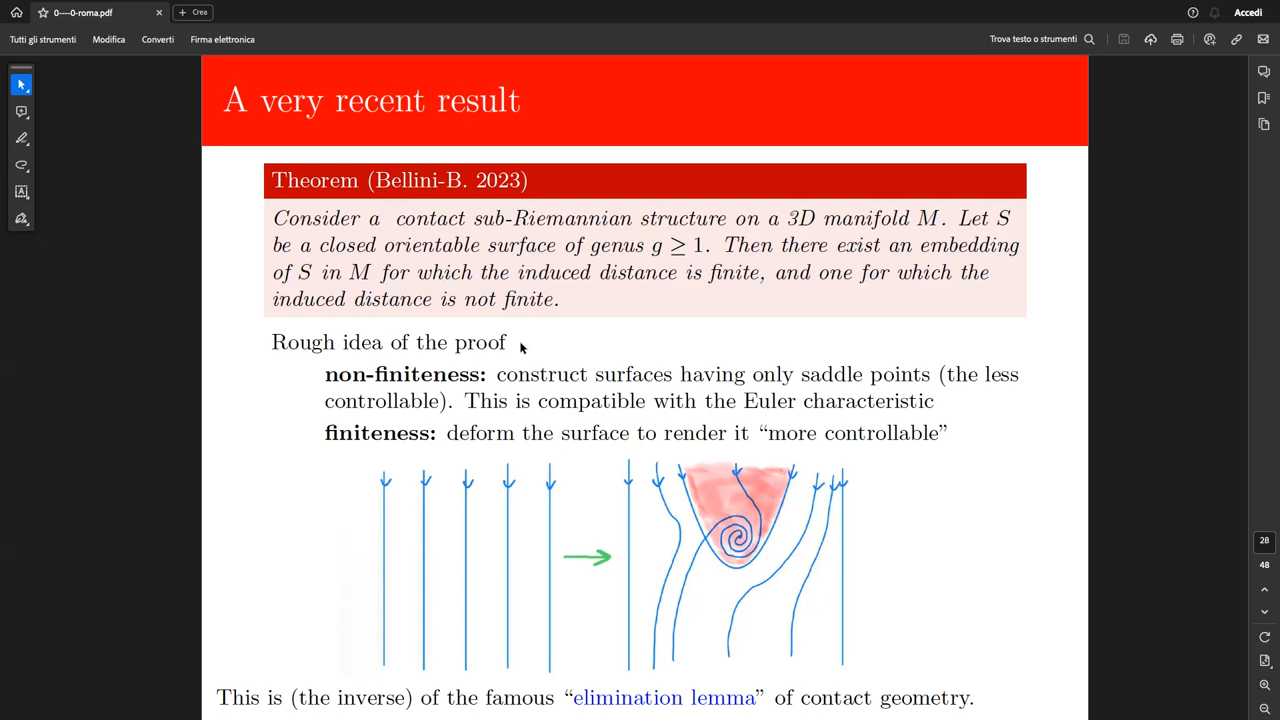 0----0-roma.pdf
Crea
Accedi
Tutti gli strumenti
Modifica
Converti
Firma elettronica
Trova testo o strumenti
A very recent result
Theorem (Bellini-B. 2023)
Consider a contact sub-Riemannian structure on a 3D manifold M. Let S
be a closed orientable surface of genus g ≥ 1. Then there exist an embedding
of S in M for which the induced distance is finite, and one for which the
induced distance is not finite.
Rough idea of the proof
non-finiteness: construct surfaces having only saddle points (the less
controllable). This is compatible with the Euler characteristic
finiteness: deform the surface to render it “more controllable”
This is (the inverse) of the famous “elimination lemma” of contact geometry.
28
48